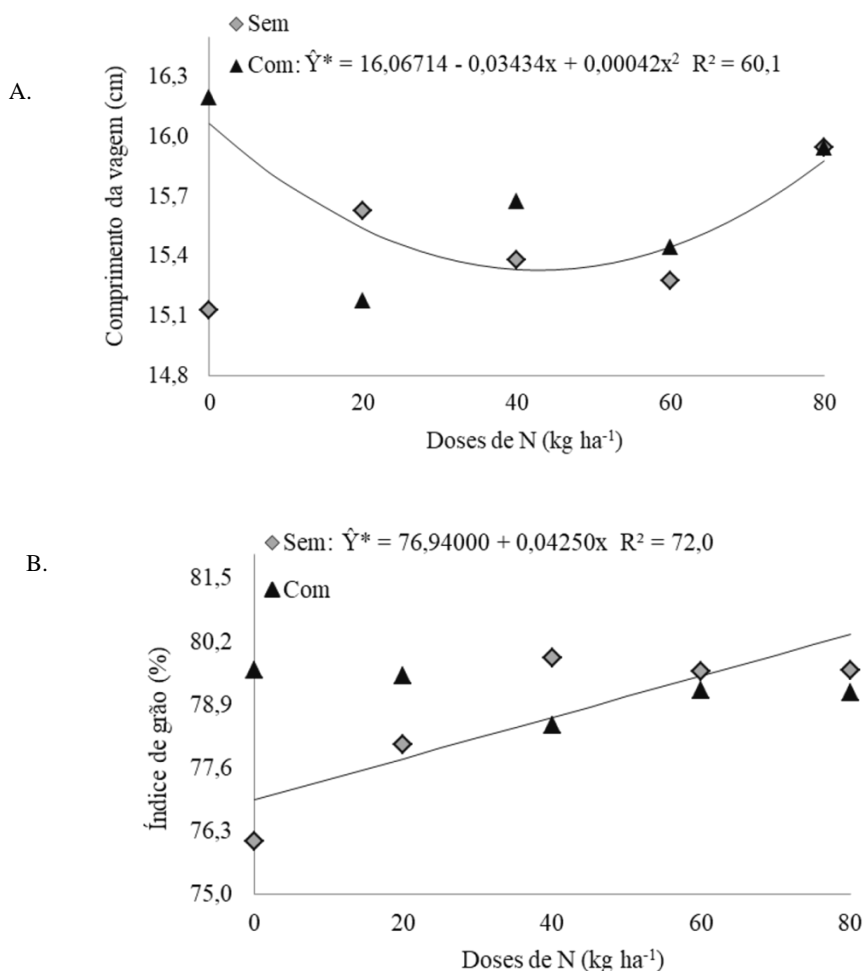 A.
Sem
Com: Ŷ* = 16,06714 - 0,03434x + 0,00042x² R² = 60,1
Comprimento da vagem (cm)
16,3
16,0
15,7
15,4
15,1
14,8
0 20 40 60 80
Doses de N (kg ha⁻¹)
B.
Sem: Ŷ* = 76,94000 + 0,04250x R² = 72,0
Com
Índice de grão (%)
81,5
80,2
78,9
77,6
76,3
75,0
0 20 40 60 80
Doses de N (kg ha⁻¹)